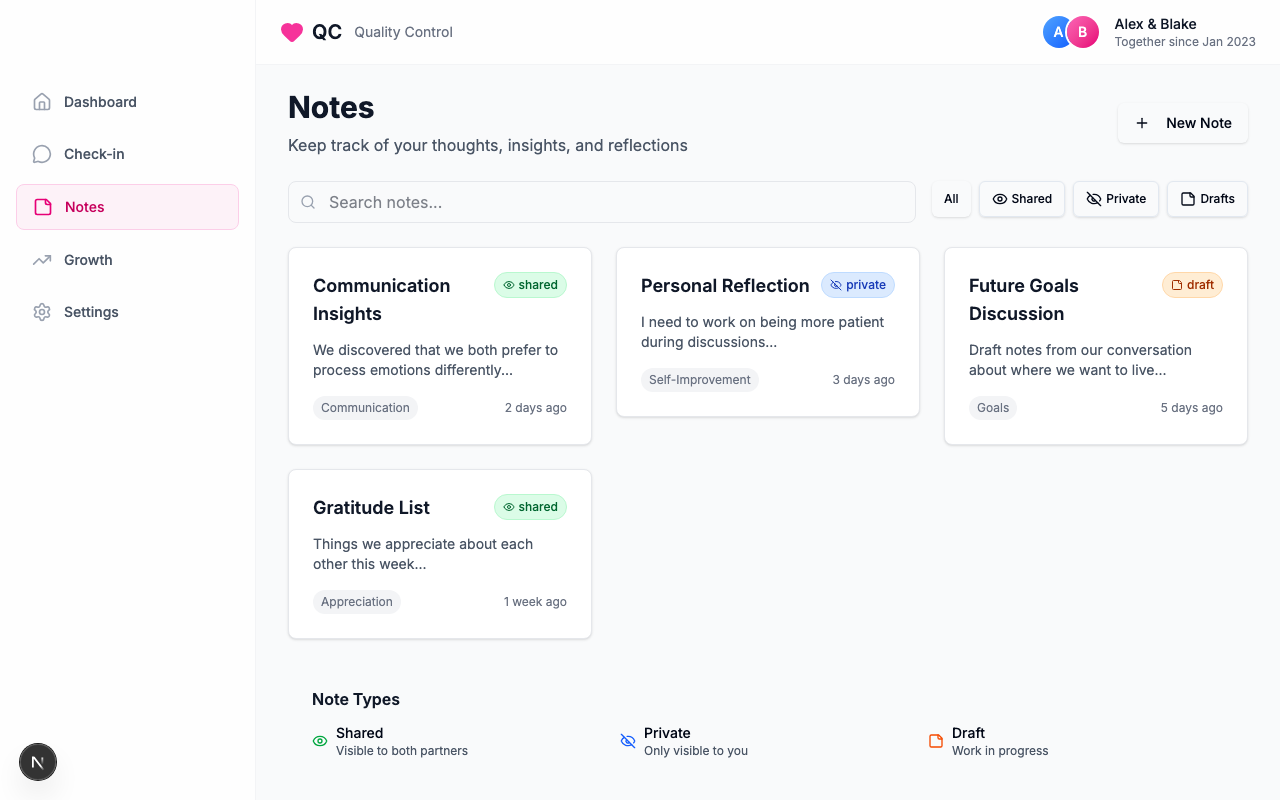 QC Quality Control
A B Alex & Blake
Together since Jan 2023
Dashboard
Check-in
Notes
Growth
Settings
Notes
Keep track of your thoughts, insights, and reflections
New Note
Search notes...
All Shared Private Drafts
Communication Insights
shared
We discovered that we both prefer to
process emotions differently...
Communication 2 days ago
Personal Reflection private
I need to work on being more patient
during discussions...
Self-Improvement 3 days ago
Future Goals
Discussion
draft
Draft notes from our conversation
about where we want to live...
Goals 5 days ago
Gratitude List shared
Things we appreciate about each
other this week...
Appreciation 1 week ago
Note Types
Shared
Visible to both partners
Private
Only visible to you
Draft
Work in progress
N